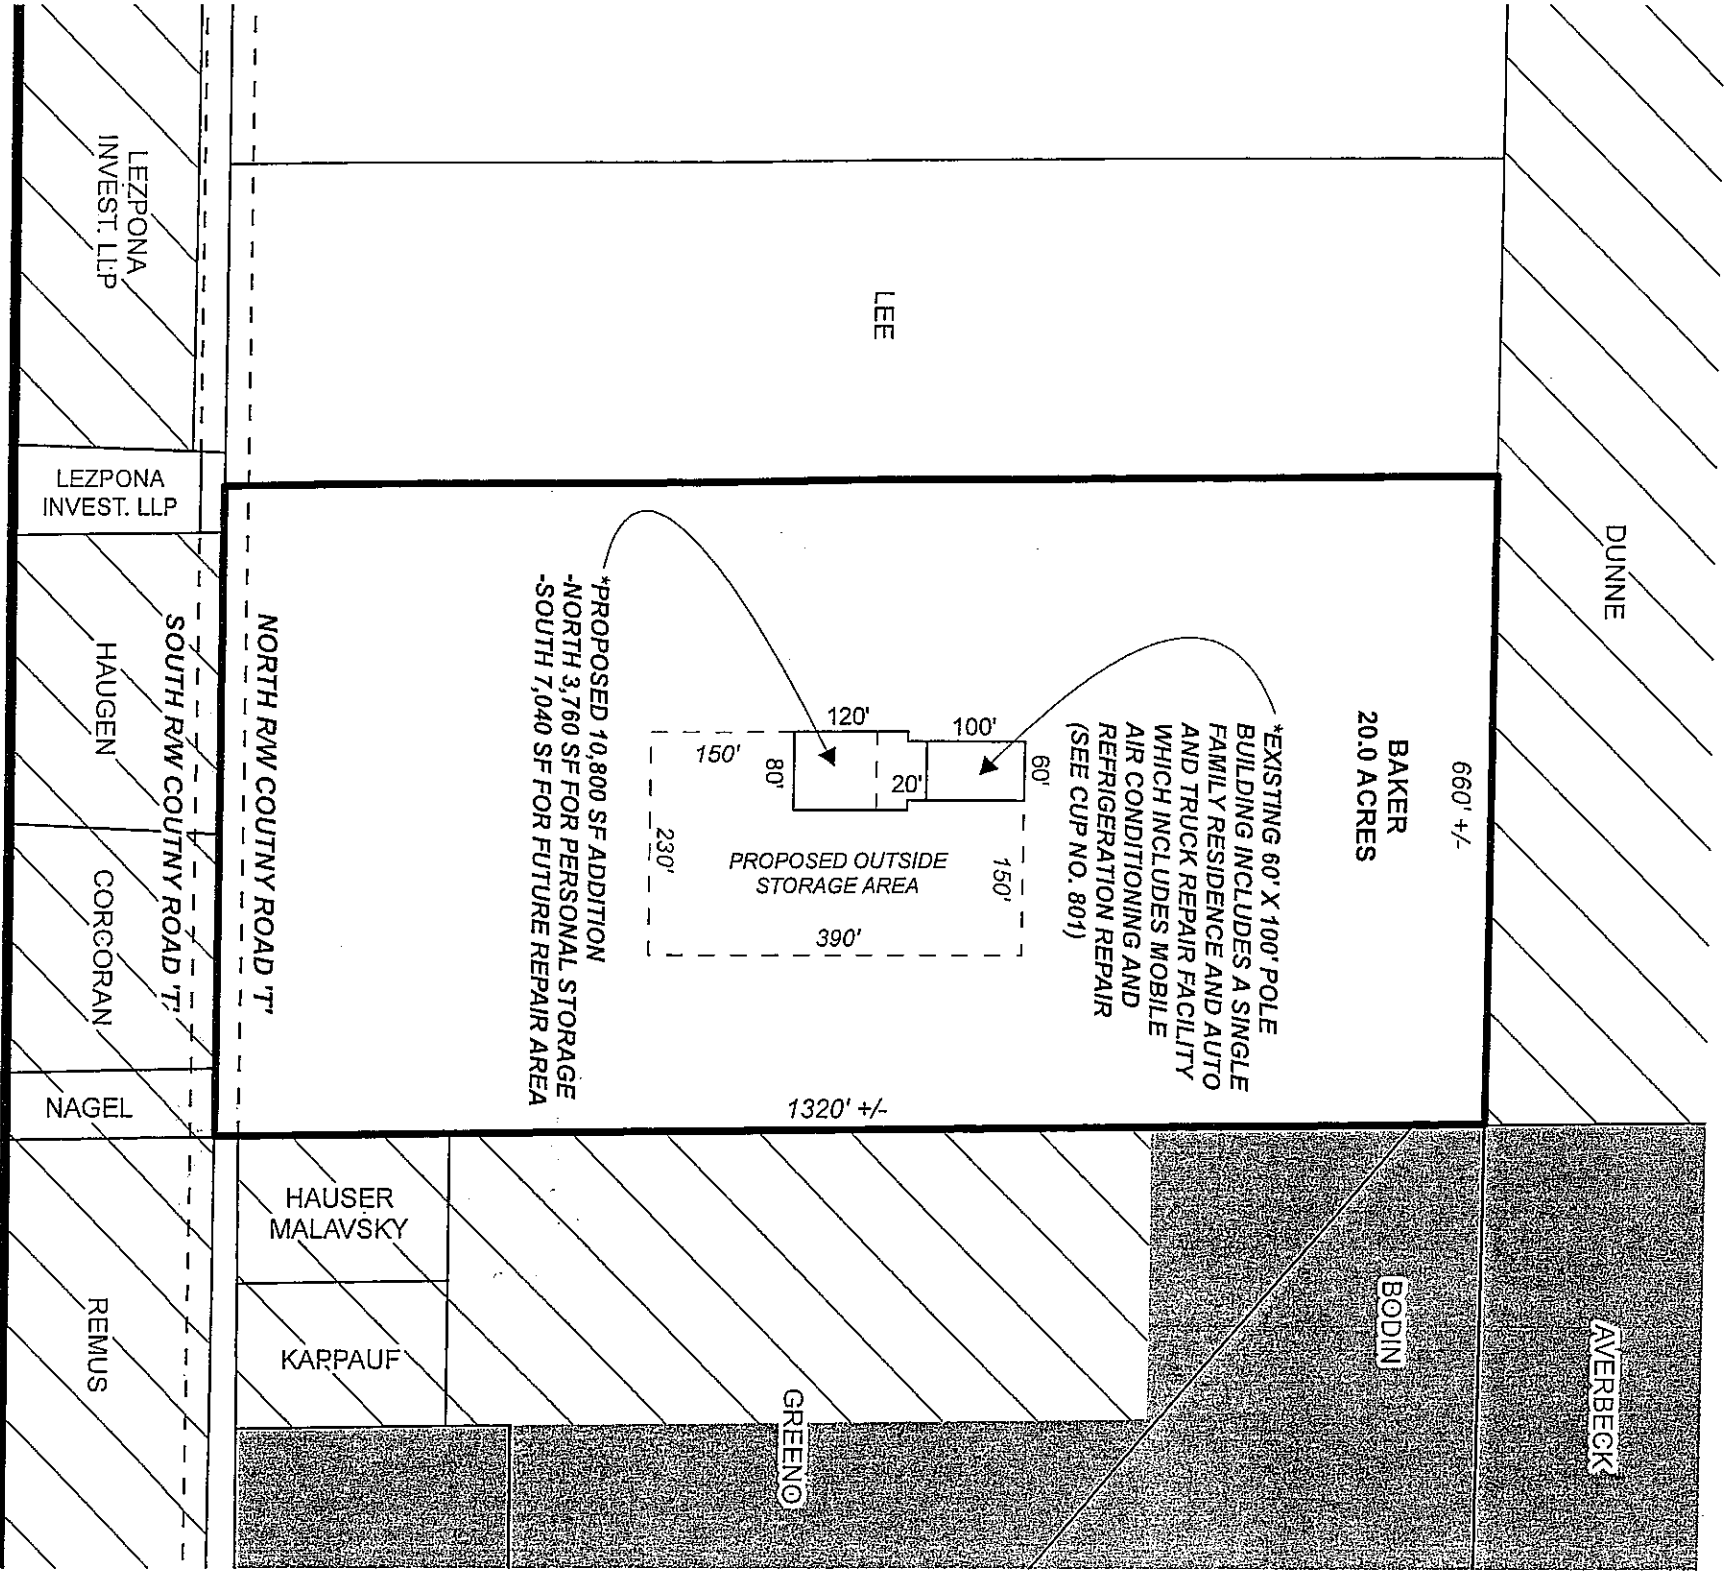 DUNNE
660' +/-
BAKER
20.0 ACRES
*EXISTING 60' X 100' POLE
BUILDING INCLUDES A SINGLE
FAMILY RESIDENCE AND AUTO
AND TRUCK REPAIR FACILITY
WHICH INCLUDES MOBILE
AIR CONDITIONING AND
REFRIGERATION REPAIR
(SEE CUP NO. 801)
60'
100'
20'
120'
80'
150'
150'
230'
390'
PROPOSED OUTSIDE
STORAGE AREA
*PROPOSED 10,800 SF ADDITION
-NORTH 3,760 SF FOR PERSONAL STORAGE
-SOUTH 7,040 SF FOR FUTURE REPAIR AREA
1320' +/-
LEE
NORTH R/W COUTNY ROAD 'T'
SOUTH R/W COUTNY ROAD 'T'
LEZPONA
INVEST. LLP
LEZPONA
INVEST. LLP
HAUGEN
CORCORAN
NAGEL
REMUS
HAUSER
MALAVSKY
KARPAUF
GREENO
BODIN
AVERBECK